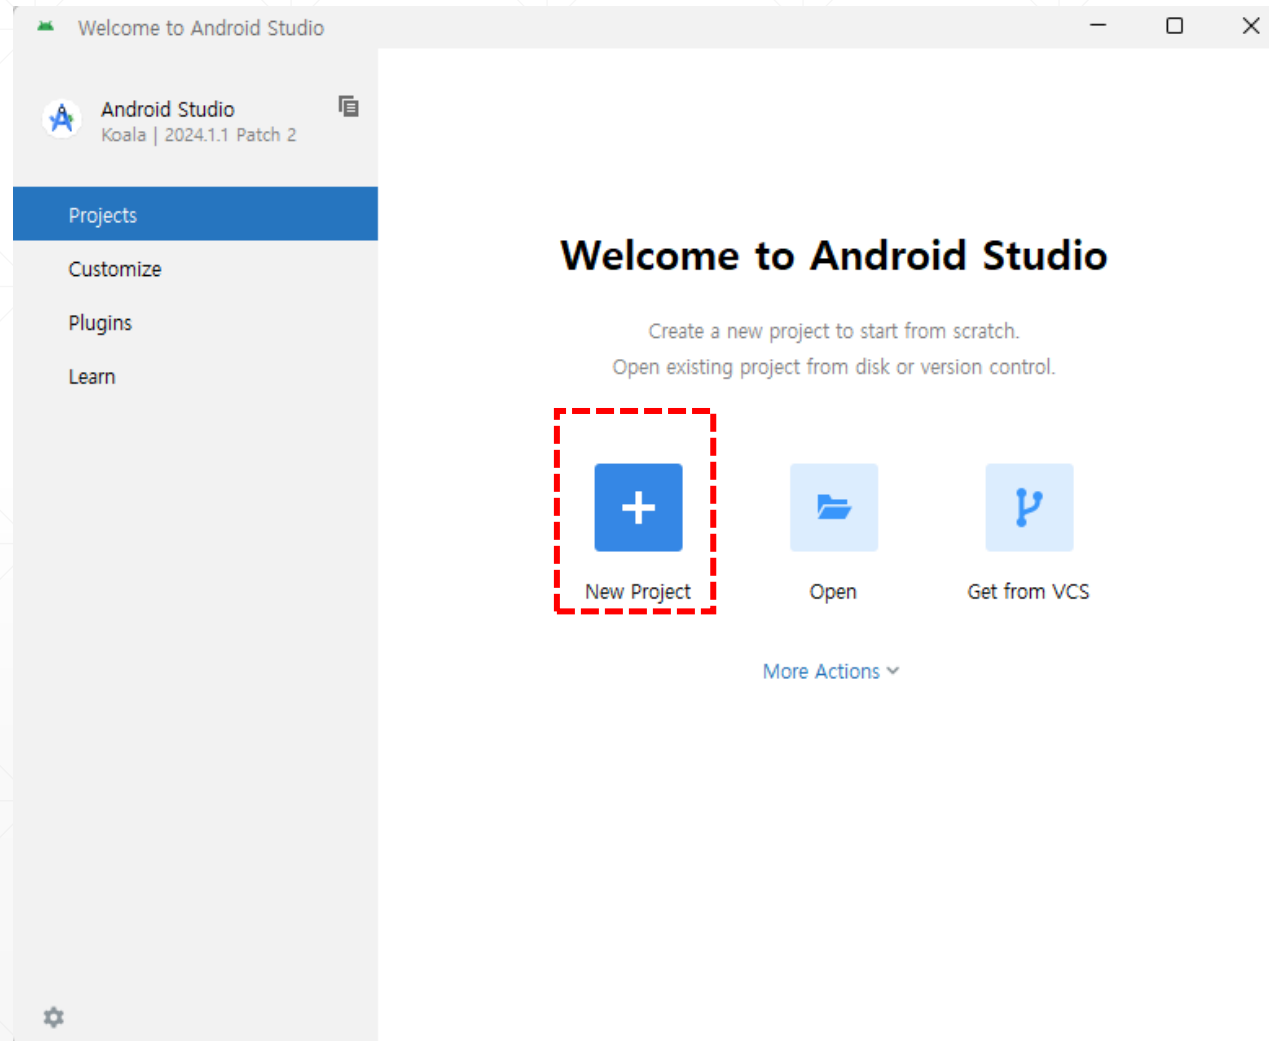 Welcome to Android Studio
Android Studio
Koala | 2024.1.1 Patch 2
Projects
Customize
Plugins
Learn
Welcome to Android Studio
Create a new project to start from scratch.
Open existing project from disk or version control.
New Project
Open
Get from VCS
More Actions